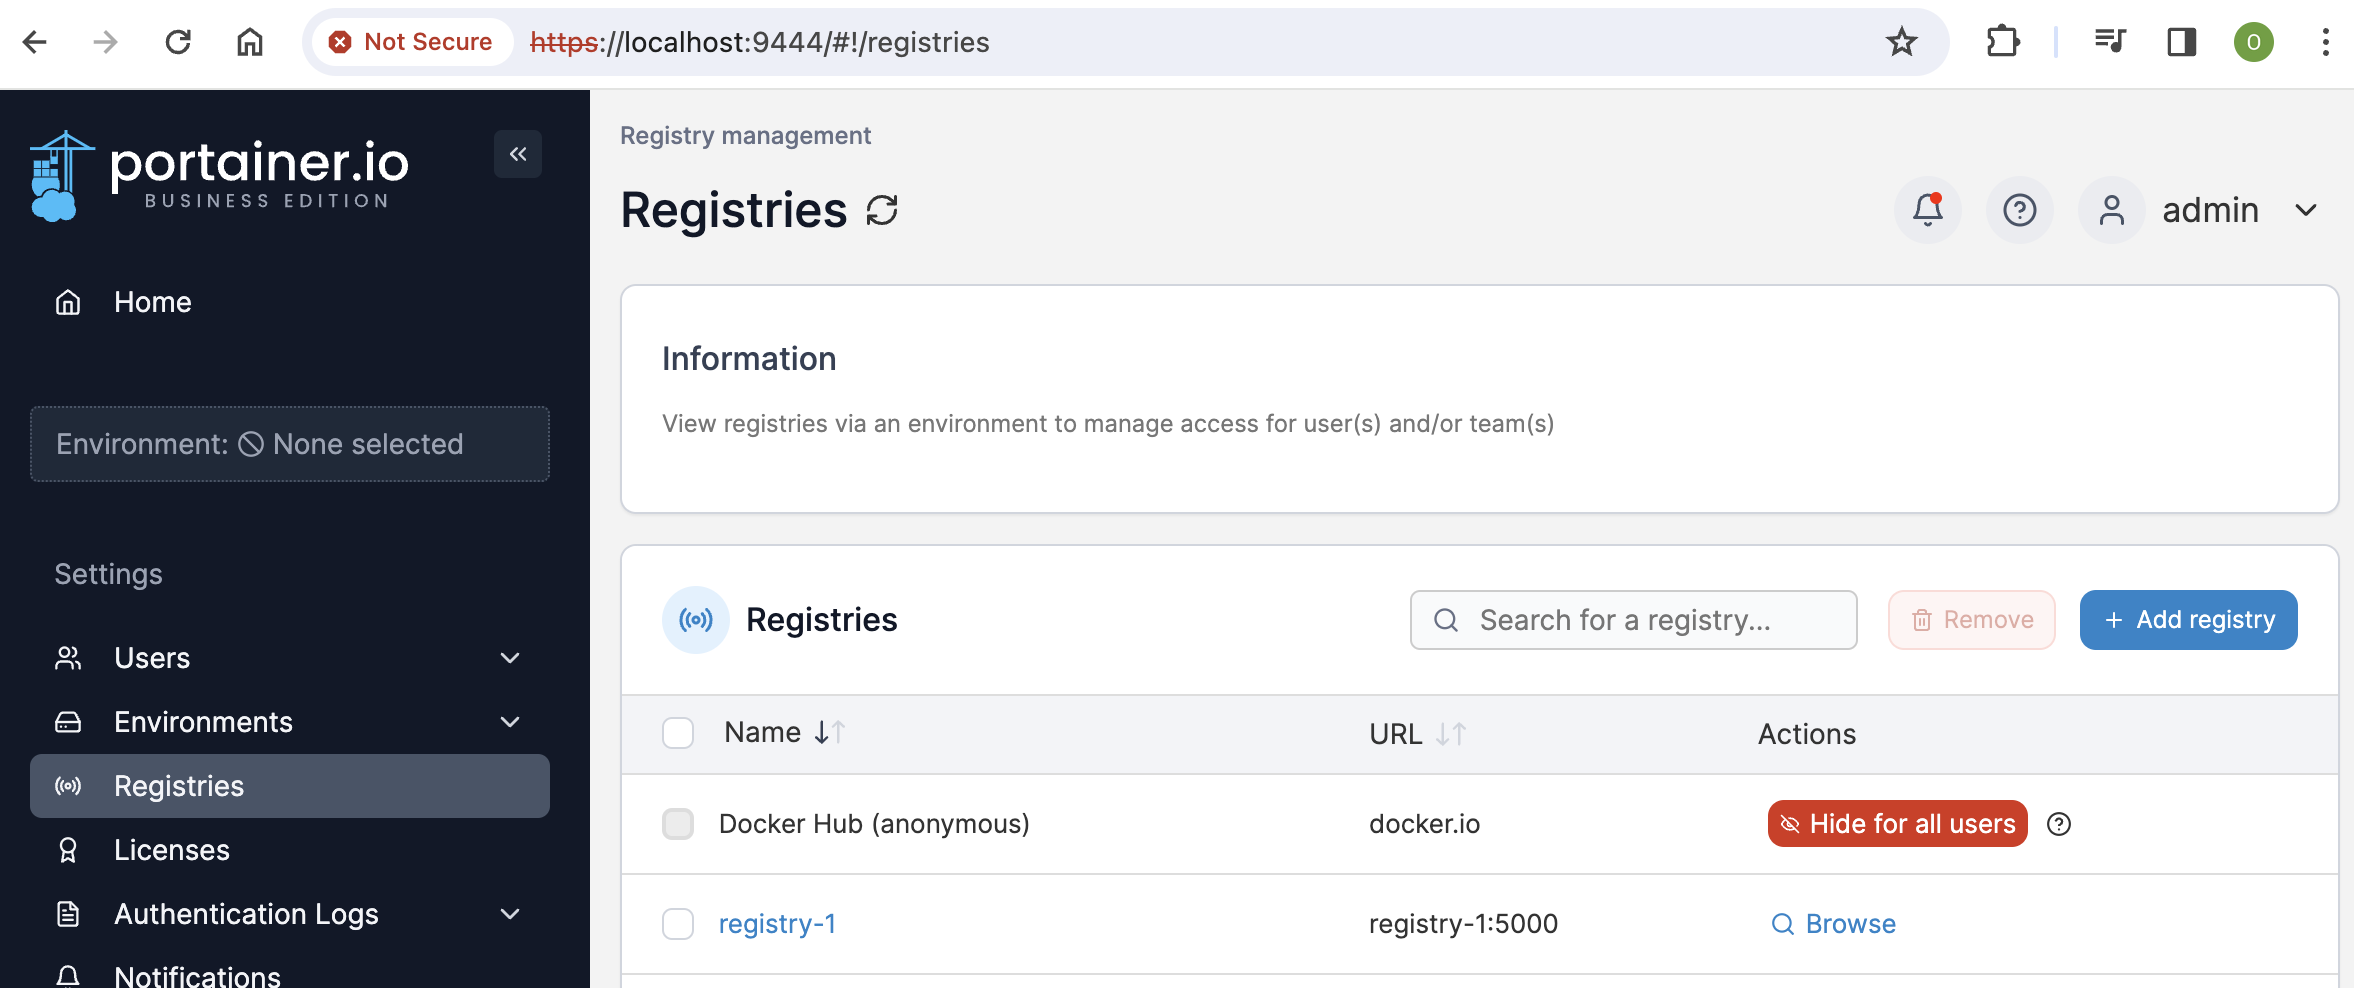 Not Secure https://localhost:9444/#!/registries
O
portainer.io
BUSINESS EDITION
Home
Environment: None selected
Settings
Users
Environments
Registries
Licenses
Authentication Logs
Notifications
Registry management
Registries
admin
Information
View registries via an environment to manage access for user(s) and/or team(s)
Registries
Search for a registry...
Remove
+ Add registry
Name URL Actions
Docker Hub (anonymous) docker.io Hide for all users
registry-1 registry-1:5000 Browse